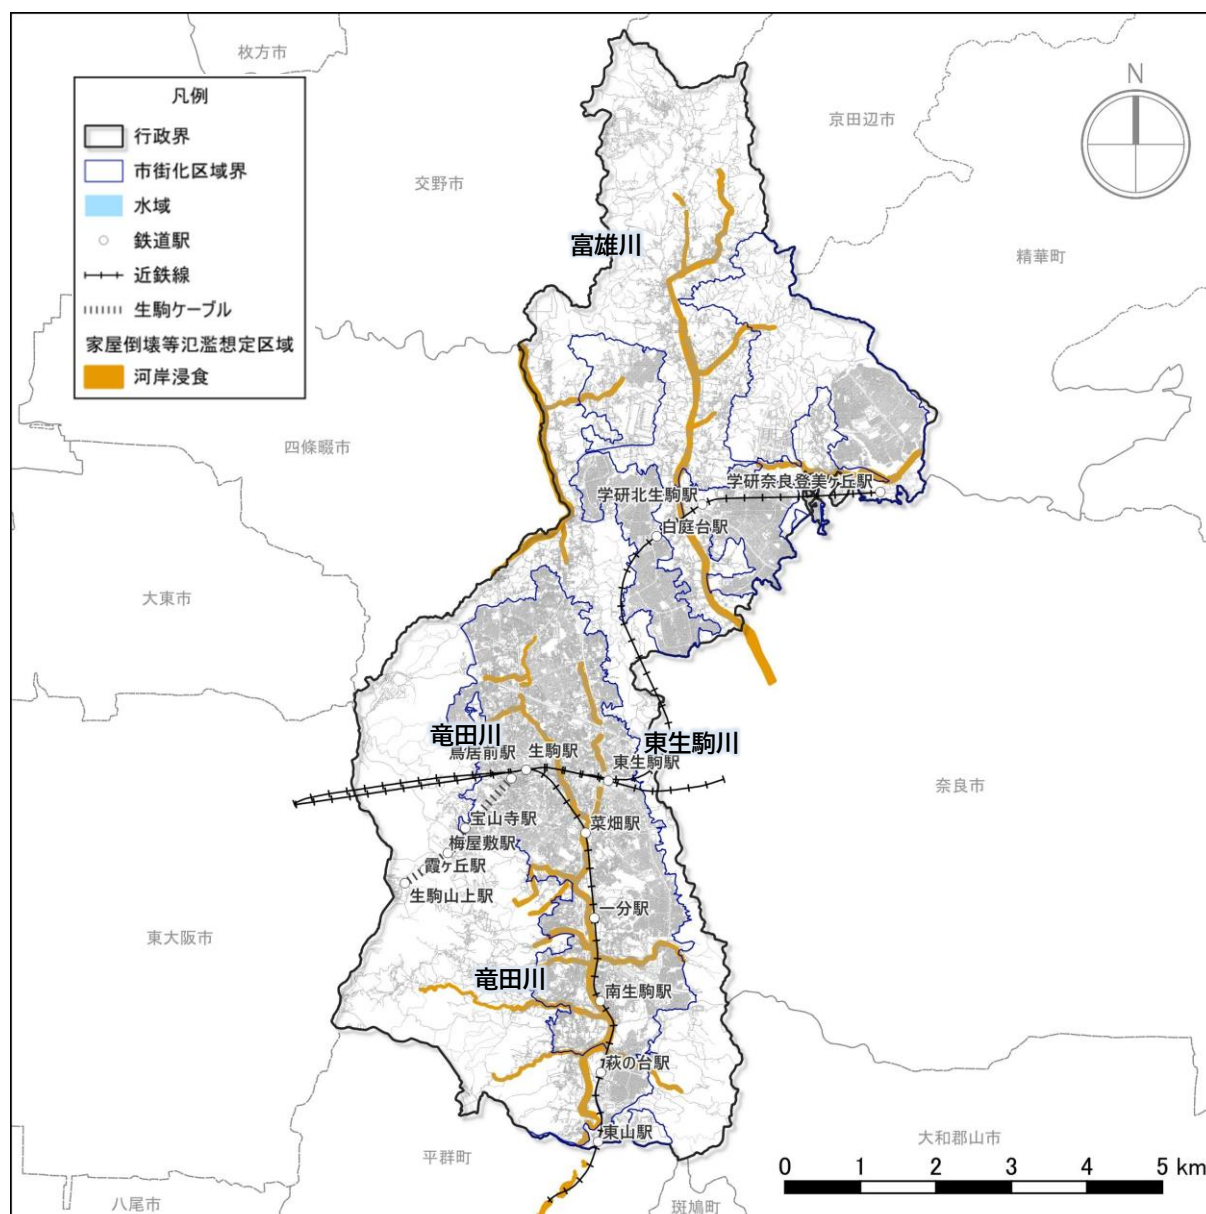 枚方市
凡例
行政界
市街化区域界
水域
鉄道駅
近鉄線
生駒ケーブル
家屋倒壊等氾濫想定区域
河岸浸食
N
京田辺市
交野市
富雄川
精華町
四條畷市
学研北生駒駅
学研奈良登美ヶ丘駅
白庭台駅
大東市
竜田川
東生駒川
鳥居前駅
生駒駅
東生駒駅
奈良市
宝山寺駅
菜畑駅
梅屋敷駅
霞ヶ丘駅
生駒山上駅
一分駅
東大阪市
竜田川
南生駒駅
萩の台駅
東山駅
大和郡山市
平群町
八尾市
斑鳩町
0 1 2 3 4 5 km